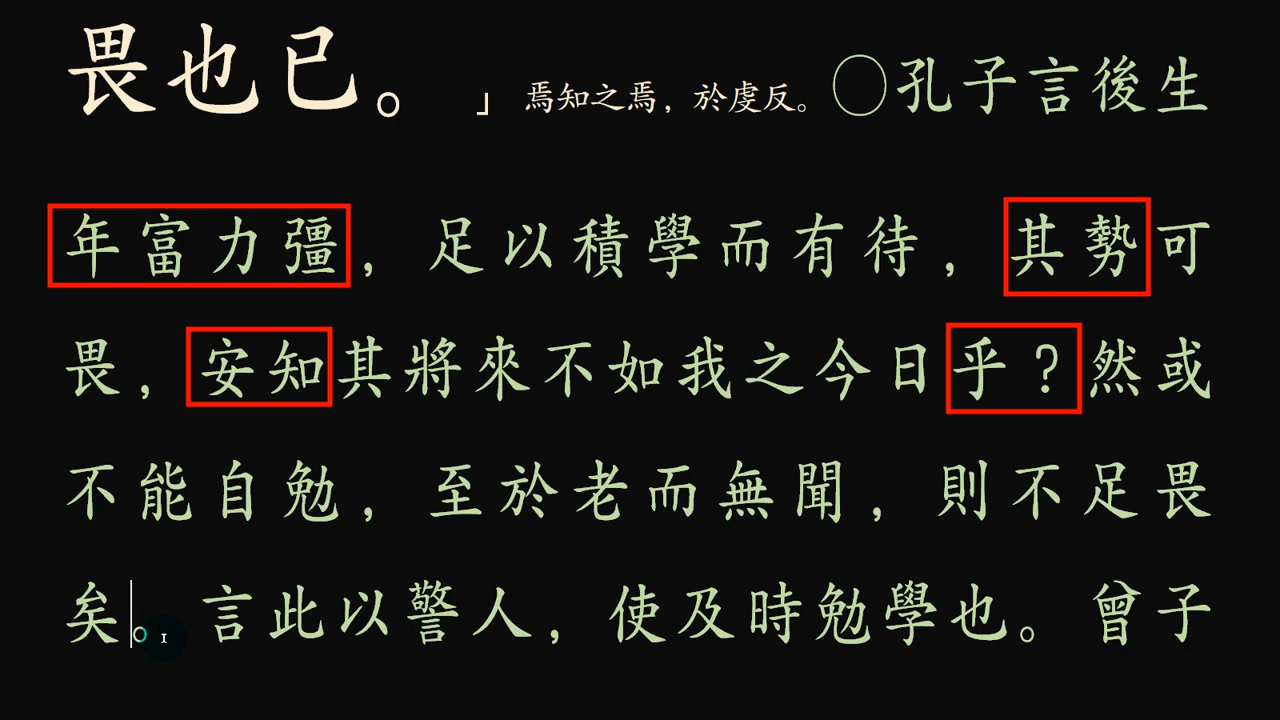 畏也已。」焉知之焉，於虔反。◯孔子言後生
年富力彊，足以積學而有待，其勢可
畏，安知其將來不如我之今日乎？然或
不能自勉，至於老而無聞，則不足畏
矣。言此以警人，使及時勉學也。曾子